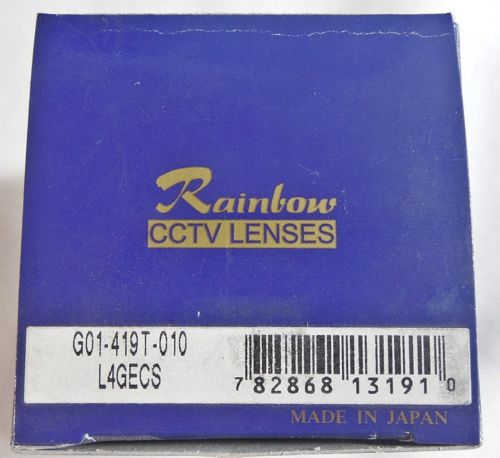 Rainbow
CCTV LENSES
G01-419T-010
L4GECS
7 82868 13191 0
MADE IN JAPAN